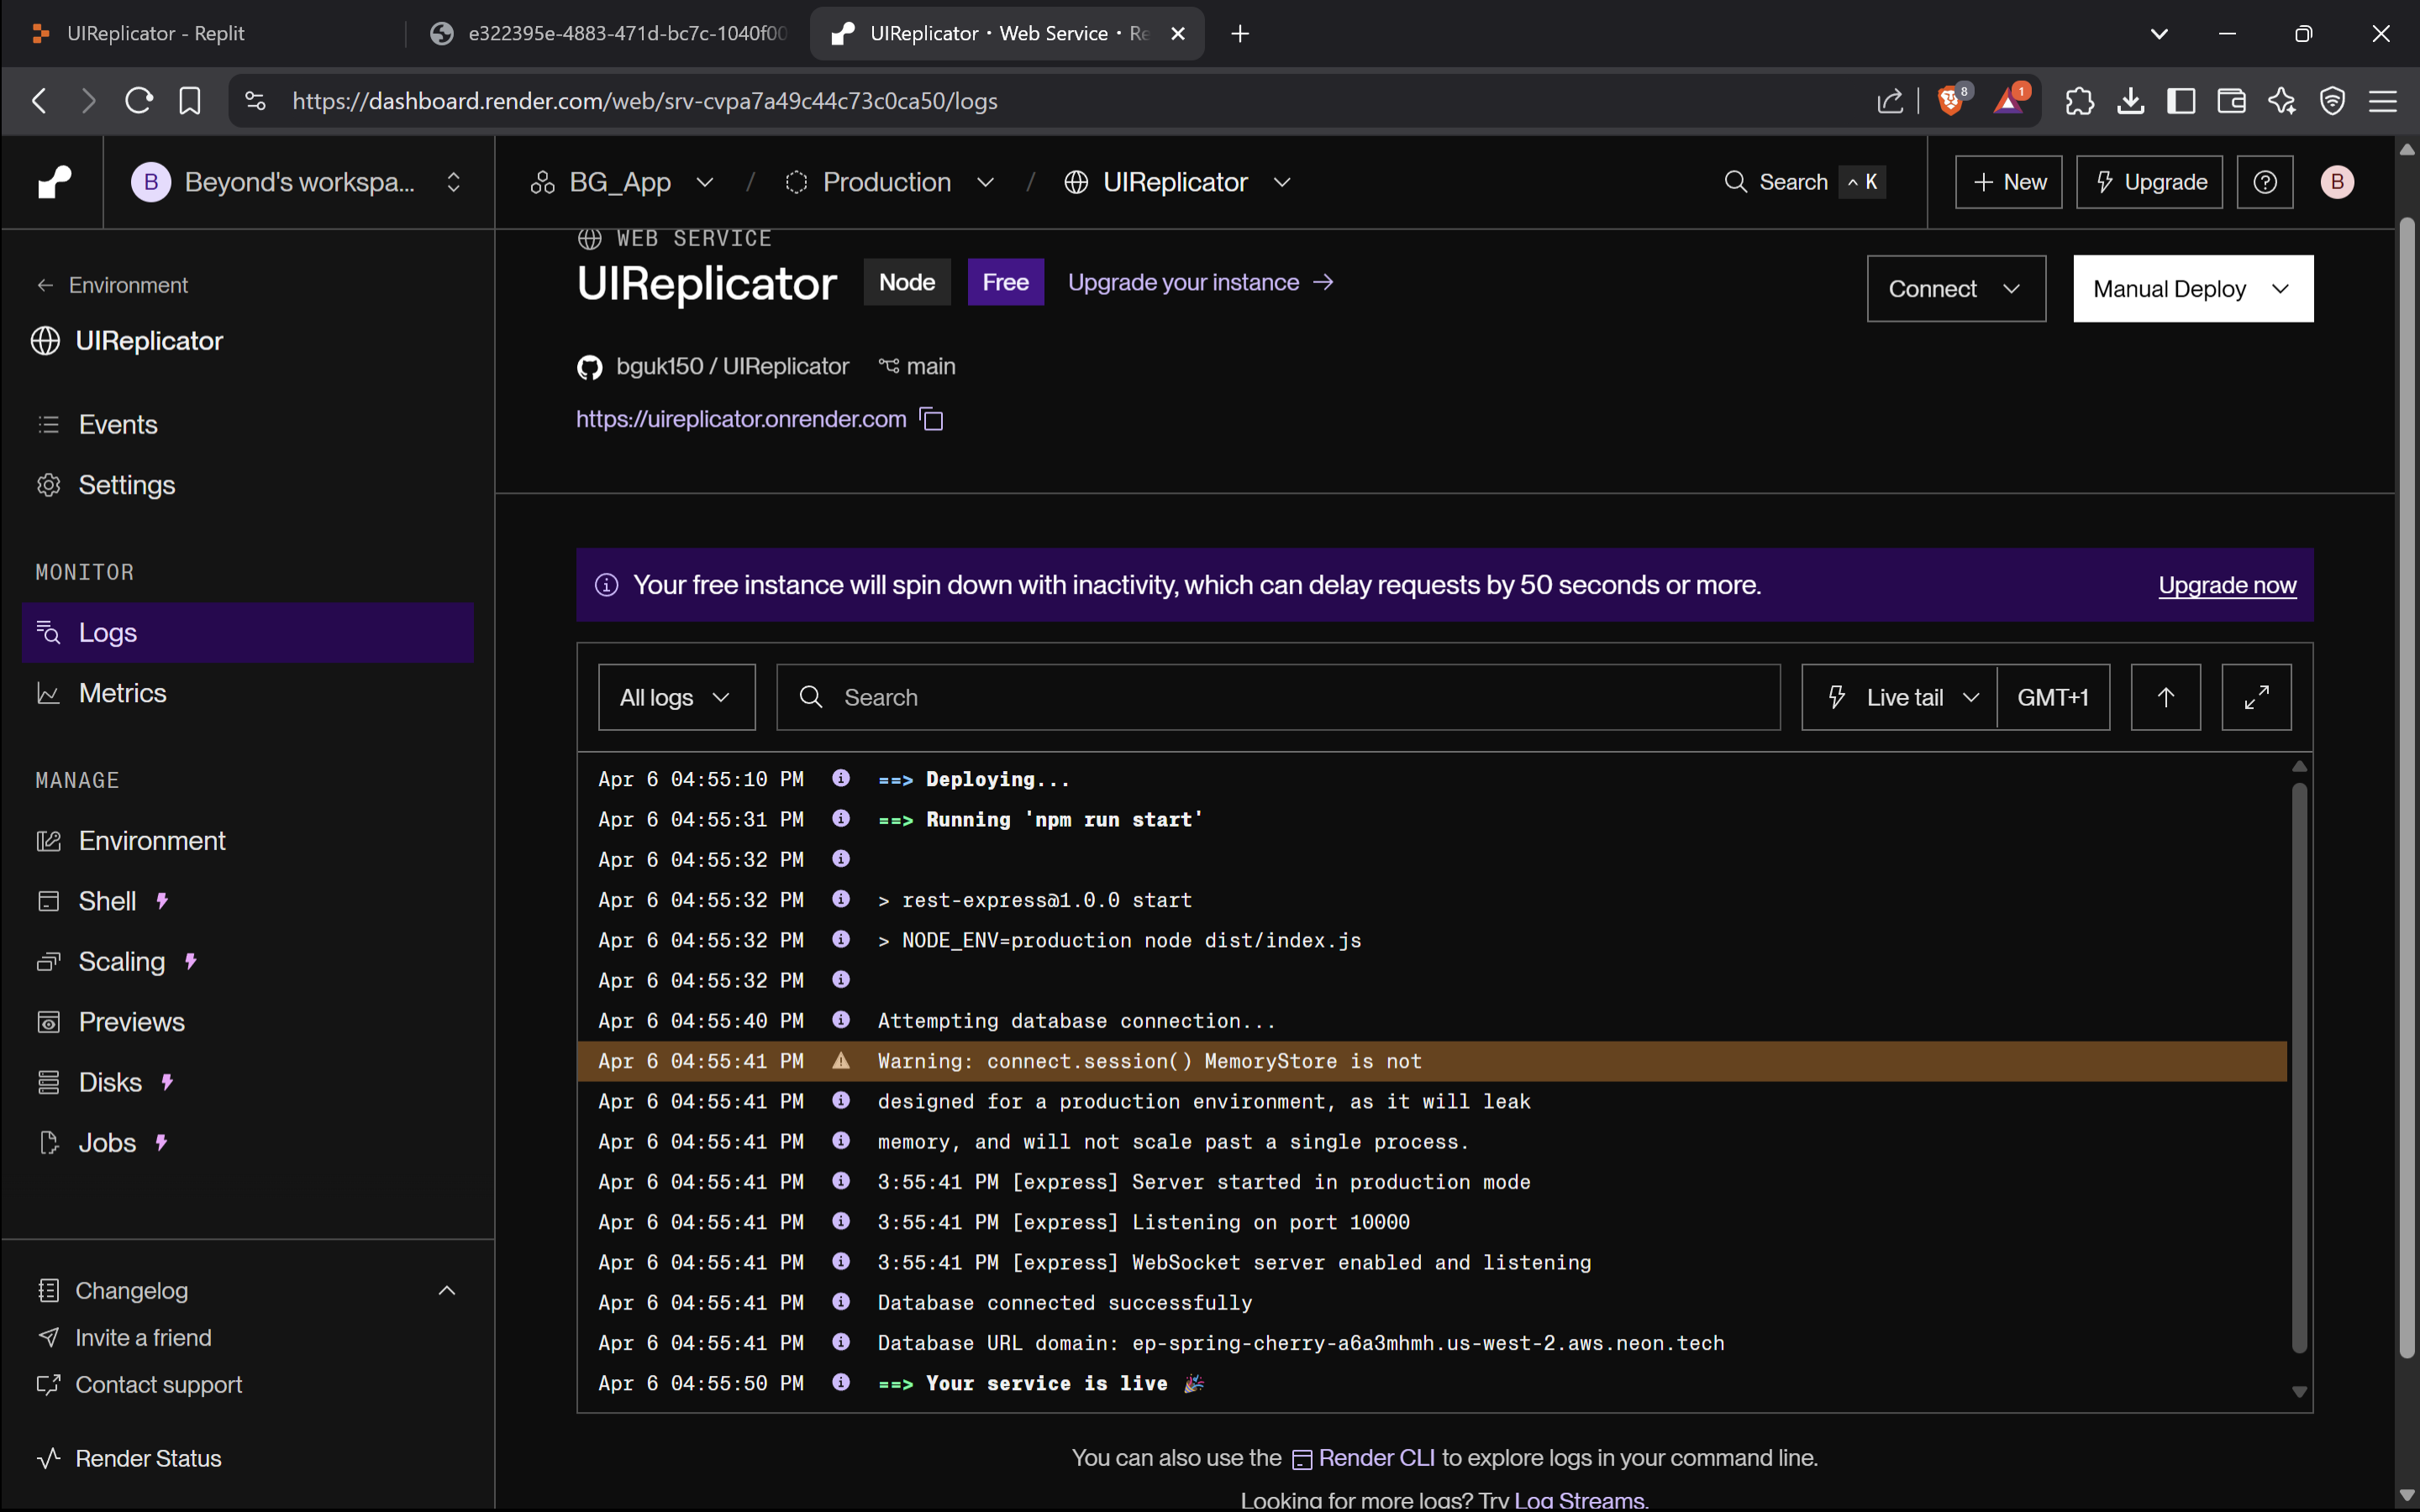 UIReplicator - Replit
e322395e-4883-471d-bc7c-1040f00
UIReplicator · Web Service · Re
https://dashboard.render.com/web/srv-cvpa7a49c44c73c0ca50/logs
8
1
B Beyond's workspa...
BG_App / Production / UIReplicator
Search ^ K
+ New
Upgrade
B
← Environment
UIReplicator
Events
Settings
MONITOR
Logs
Metrics
MANAGE
Environment
Shell
Scaling
Previews
Disks
Jobs
Changelog
Invite a friend
Contact support
Render Status
WEB SERVICE
UIReplicator Node Free Upgrade your instance →
Connect
Manual Deploy
bguk150 / UIReplicator main
https://uireplicator.onrender.com
Your free instance will spin down with inactivity, which can delay requests by 50 seconds or more. Upgrade now
All logs Search Live tail GMT+1
Apr 6 04:55:10 PM ==> Deploying...
Apr 6 04:55:31 PM ==> Running 'npm run start'
Apr 6 04:55:32 PM
Apr 6 04:55:32 PM > rest-express@1.0.0 start
Apr 6 04:55:32 PM > NODE_ENV=production node dist/index.js
Apr 6 04:55:32 PM
Apr 6 04:55:40 PM Attempting database connection...
Apr 6 04:55:41 PM Warning: connect.session() MemoryStore is not
Apr 6 04:55:41 PM designed for a production environment, as it will leak
Apr 6 04:55:41 PM memory, and will not scale past a single process.
Apr 6 04:55:41 PM 3:55:41 PM [express] Server started in production mode
Apr 6 04:55:41 PM 3:55:41 PM [express] Listening on port 10000
Apr 6 04:55:41 PM 3:55:41 PM [express] WebSocket server enabled and listening
Apr 6 04:55:41 PM Database connected successfully
Apr 6 04:55:41 PM Database URL domain: ep-spring-cherry-a6a3mhmh.us-west-2.aws.neon.tech
Apr 6 04:55:50 PM ==> Your service is live 🎉
You can also use the Render CLI to explore logs in your command line.
Looking for more logs? Try Log Streams.